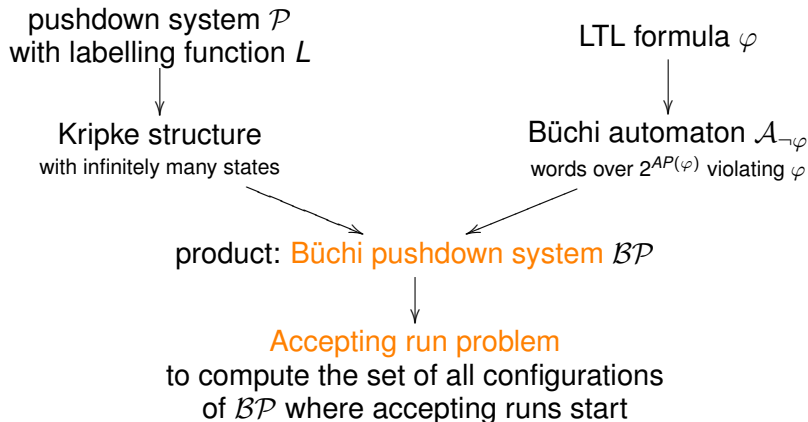 pushdown system 𝒫
with labelling function L
LTL formula φ
Kripke structure
with infinitely many states
Büchi automaton 𝒜¬φ
words over 2^AP(φ) violating φ
product: Büchi pushdown system ℬ𝒫
Accepting run problem
to compute the set of all configurations
of ℬ𝒫 where accepting runs start